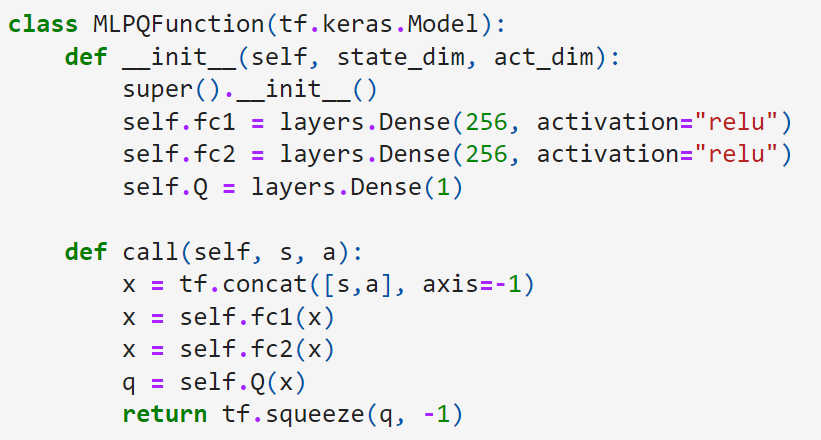 class MLPQFunction(tf.keras.Model):
    def __init__(self, state_dim, act_dim):
        super().__init__()
        self.fc1 = layers.Dense(256, activation="relu")
        self.fc2 = layers.Dense(256, activation="relu")
        self.Q = layers.Dense(1)

    def call(self, s, a):
        x = tf.concat([s,a], axis=-1)
        x = self.fc1(x)
        x = self.fc2(x)
        q = self.Q(x)
        return tf.squeeze(q, -1)